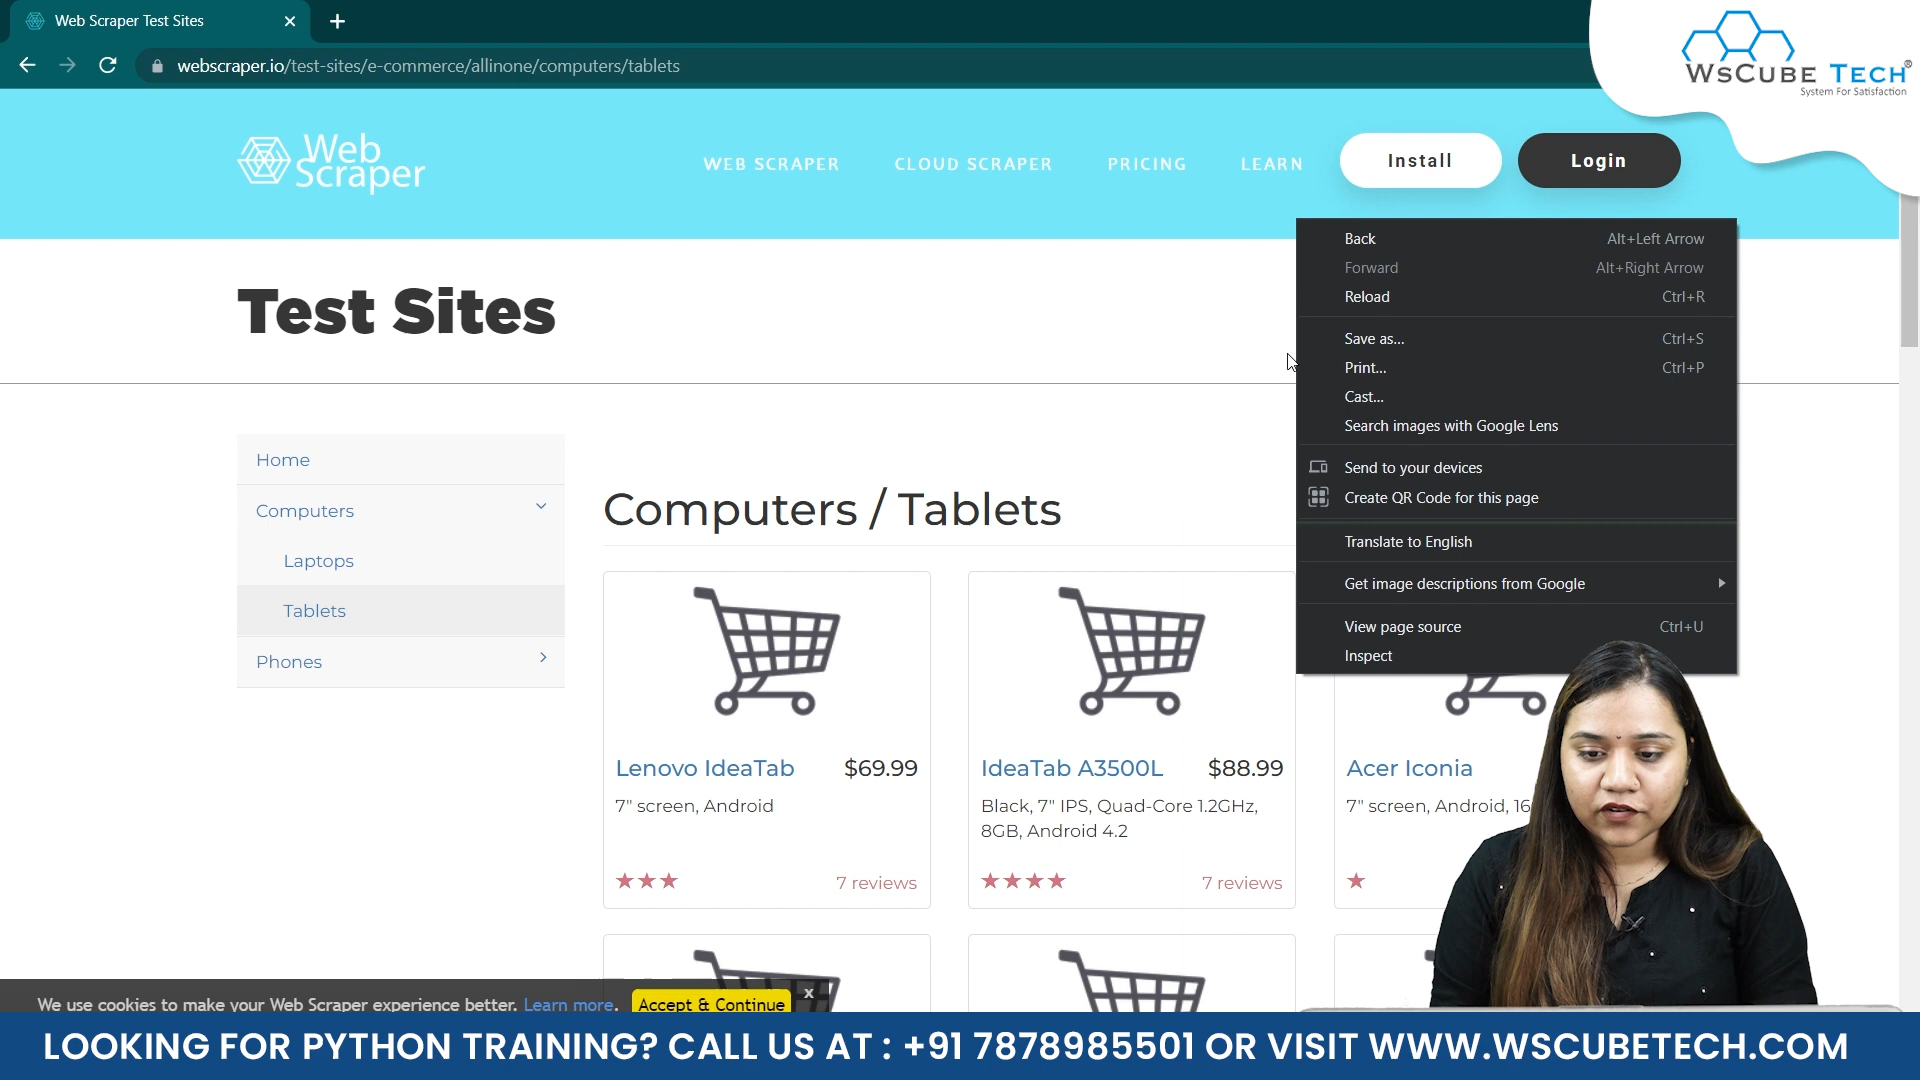 Web Scraper Test Sites
webscraper.io/test-sites/e-commerce/allinone/computers/tablets
WsCube Tech®
System For Satisfaction
Web
Scraper
WEB SCRAPER
CLOUD SCRAPER
PRICING
LEARN
Install
Login
Test Sites
Back Alt+Left Arrow
Forward Alt+Right Arrow
Reload Ctrl+R
Save as... Ctrl+S
Print... Ctrl+P
Cast...
Search images with Google Lens
Send to your devices
Create QR Code for this page
Translate to English
Get image descriptions from Google
View page source Ctrl+U
Inspect
Home
Computers
Laptops
Tablets
Phones
Computers / Tablets
Lenovo IdeaTab $69.99
7" screen, Android
7 reviews
IdeaTab A3500L $88.99
Black, 7" IPS, Quad-Core 1.2GHz,
8GB, Android 4.2
7 reviews
Acer Iconia
7" screen, Android, 16
We use cookies to make your Web Scraper experience better. Learn more.
Accept & Continue
x
LOOKING FOR PYTHON TRAINING? CALL US AT : +91 7878985501 OR VISIT WWW.WSCUBETECH.COM